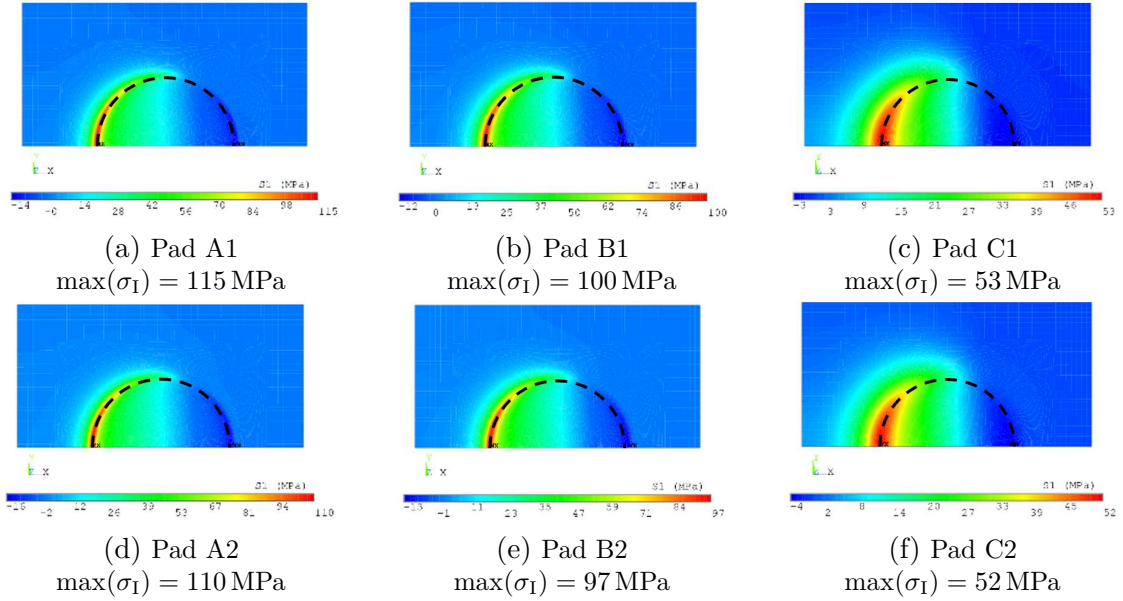 Y
Z X
S1 (MPa)
-14 -0 14 28 42 56 70 84 98 115
(a) Pad A1
max(σI) = 115 MPa
Y
Z X
S1 (MPa)
-12 0 13 25 37 50 62 74 86 100
(b) Pad B1
max(σI) = 100 MPa
Y
Z X
S1 (MPa)
-3 3 9 15 21 27 33 39 46 53
(c) Pad C1
max(σI) = 53 MPa
Y
Z X
S1 (MPa)
-16 -2 12 26 39 53 67 81 94 110
(d) Pad A2
max(σI) = 110 MPa
Y
Z X
S1 (MPa)
-13 -1 11 23 35 47 59 71 84 97
(e) Pad B2
max(σI) = 97 MPa
Y
Z X
S1 (MPa)
-4 2 8 14 21 27 33 39 45 52
(f) Pad C2
max(σI) = 52 MPa